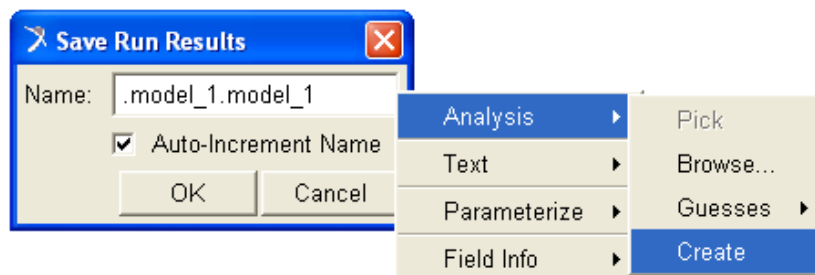 Save Run Results
Name: .model_1.model_1
Auto-Increment Name
OK Cancel
Analysis
Text
Parameterize
Field Info
Pick
Browse...
Guesses
Create